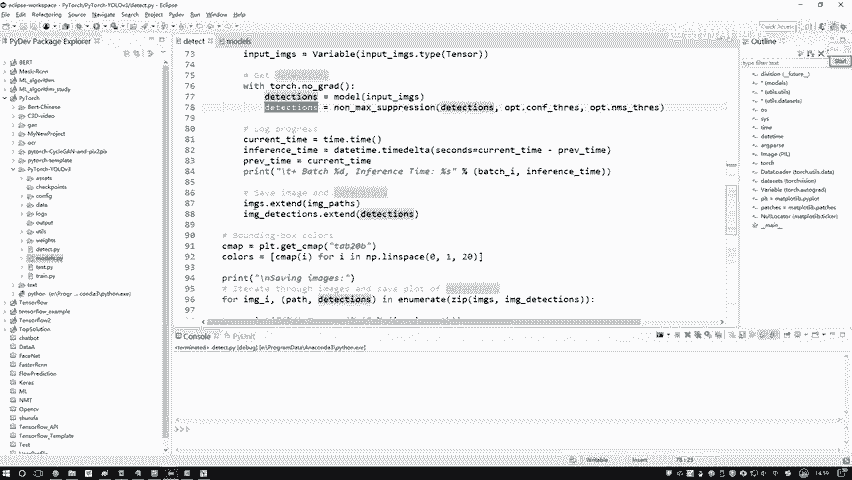 eclipse-workspace - PyTorch/PyTorch-YOLOv3/detect.py - Eclipse
File Edit Source Refactoring Navigate Search Project Pydev Run Window Help
Quick Access
PyDev Package Explorer
BERT
Mask-Rcnn
ML_algorithm
ML_algorithm_study
PyTorch
Bert-Chinese
C3D-video
gan
MyNewProject
ocr
pytorch-CycleGAN-and-pix2pix
pytorch-template
PyTorch-YOLOv3
assets
checkpoints
config
data
logs
output
utils
weights
detect.py
models.py
test.py
train.py
text
Tensorflow
tensorflow_example
Tensorflow2
TopSolution
chatbot
DataA
FaceNet
FasterRcnn
FlowPrediction
Keras
ML
NMT
Opencv
shurufa
Tensorflow_API
Tensorflow_Template
Test
detect
models
73 input_imgs = Variable(input_imgs.type(Tensor))
74
75 # Get
76 with torch.no_grad():
77 detections = model(input_imgs)
78 detections = non_max_suppression(detections, opt.conf_thres, opt.nms_thres)
79
80 # Log progress
81 current_time = time.time()
82 inference_time = datetime.timedelta(seconds=current_time - prev_time)
83 prev_time = current_time
84 print("\t+ Batch %d, Inference Time: %s" % (batch_i, inference_time))
85
86 # Save image and
87 imgs.extend(img_paths)
88 img_detections.extend(detections)
89
90 # Bounding-box colors
91 cmap = plt.get_cmap("tab20b")
92 colors = [cmap(i) for i in np.linspace(0, 1, 20)]
93
94 print("\nSaving images:")
95 # Iterate through images and save plot of
96 for img_i, (path, detections) in enumerate(zip(imgs, img_detections)):
97
Outline
Start
type filter text
division (__future__)
* (models)
* (utils.utils)
* (utils.datasets)
os
sys
time
datetime
argparse
Image (PIL)
torch
DataLoader (torch.utils.data)
datasets (torchvision)
Variable (torch.autograd)
plt = matplotlib.pyplot
patches = matplotlib.patches
NullLocator (matplotlib.ticker)
__main__
Console
PyUnit
<terminated> detect.py [debug] [e:\ProgramData\Anaconda3\python.exe]
>>>
Writable
Insert
78 : 23
14:59